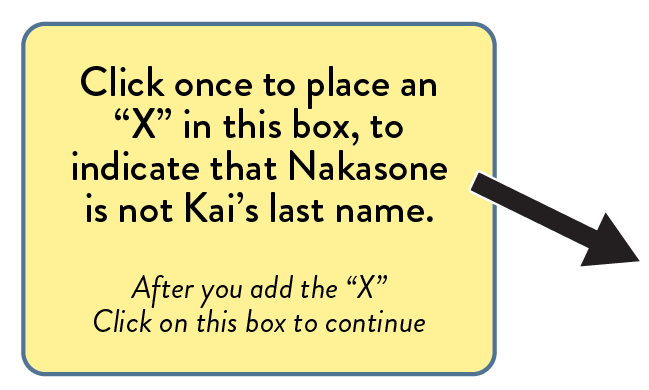 Click once to place an
“X” in this box, to
indicate that Nakasone
is not Kai’s last name.
After you add the “X”
Click on this box to continue